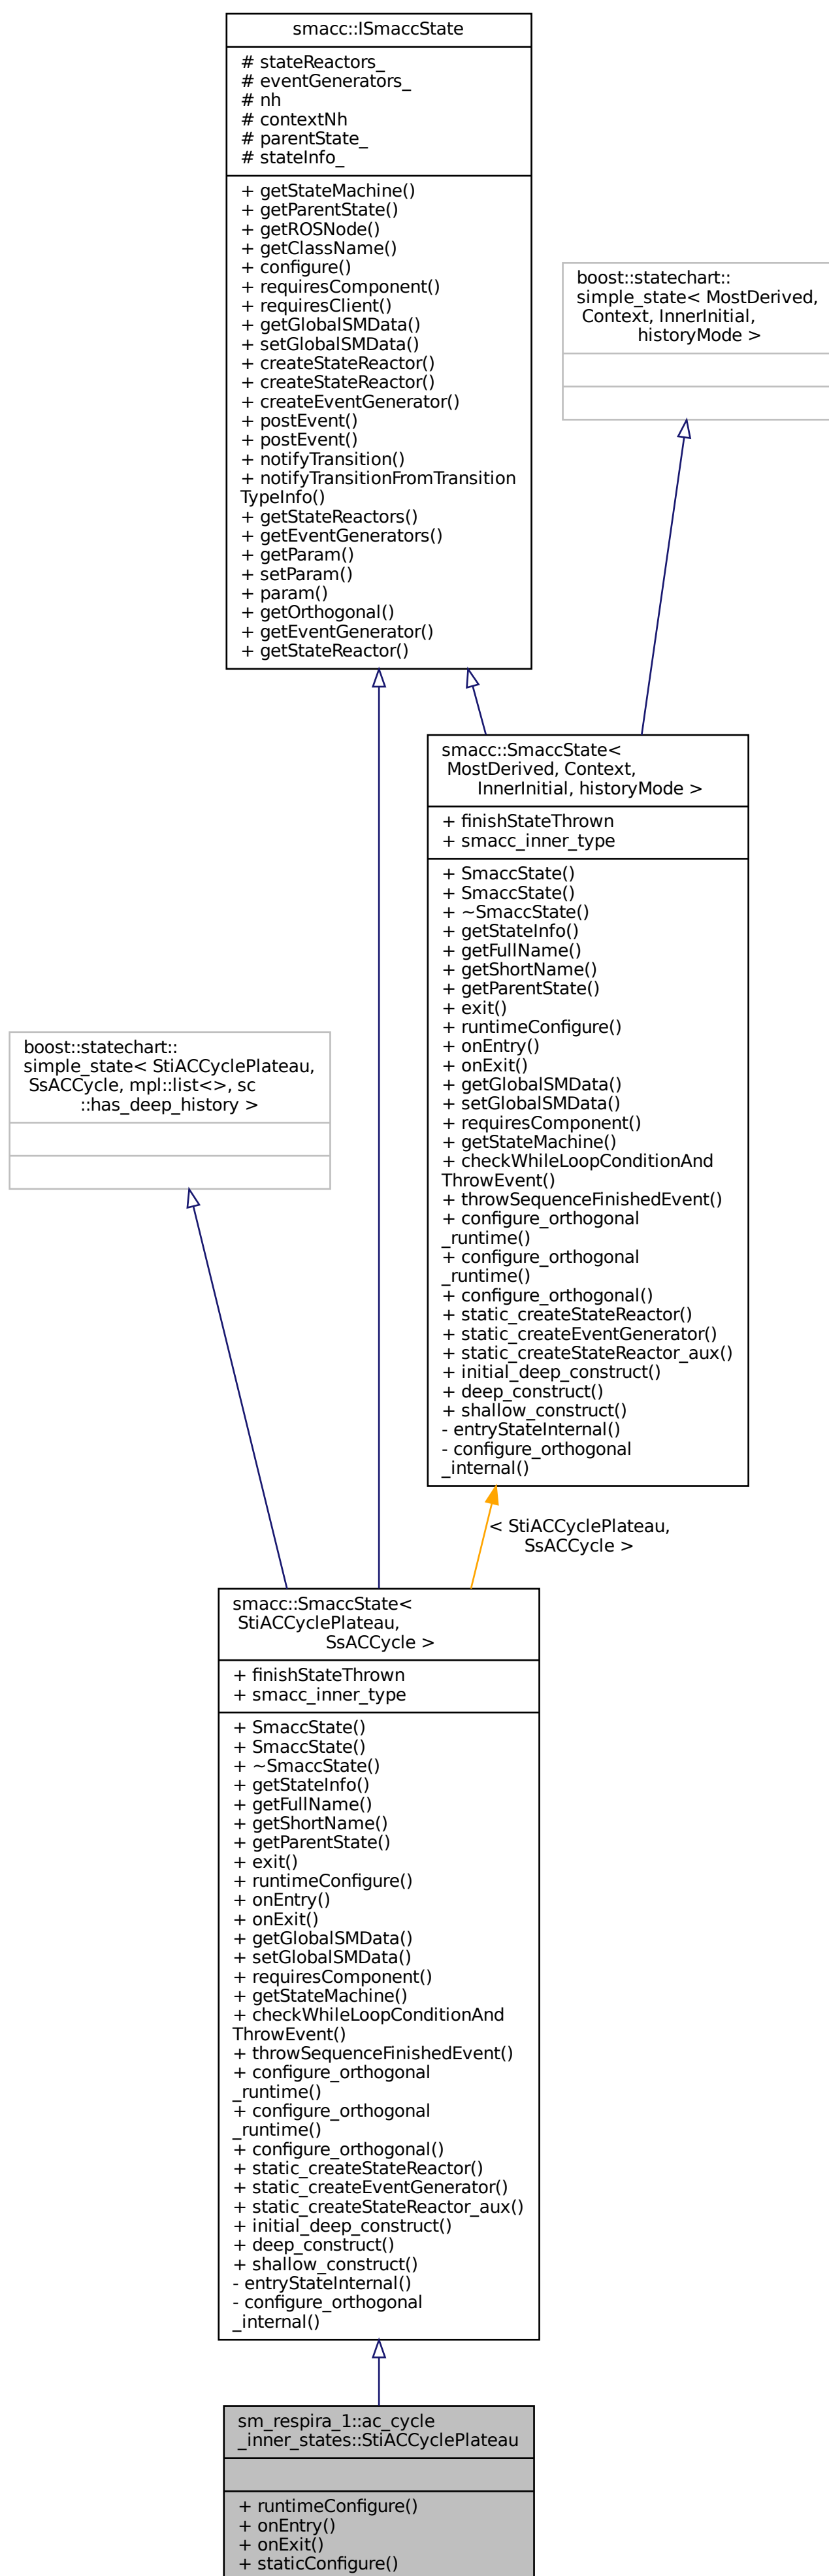 smacc::ISmaccState
# stateReactors_
# eventGenerators_
# nh
# contextNh
# parentState_
# stateInfo_
+ getStateMachine()
+ getParentState()
+ getROSNode()
+ getClassName()
+ configure()
+ requiresComponent()
+ requiresClient()
+ getGlobalSMData()
+ setGlobalSMData()
+ createStateReactor()
+ createStateReactor()
+ createEventGenerator()
+ postEvent()
+ postEvent()
+ notifyTransition()
+ notifyTransitionFromTransition
TypeInfo()
+ getStateReactors()
+ getEventGenerators()
+ getParam()
+ setParam()
+ param()
+ getOrthogonal()
+ getEventGenerator()
+ getStateReactor()
boost::statechart::
simple_state< MostDerived,
Context, InnerInitial,
historyMode >
smacc::SmaccState<
MostDerived, Context,
InnerInitial, historyMode >
+ finishStateThrown
+ smacc_inner_type
+ SmaccState()
+ SmaccState()
+ ~SmaccState()
+ getStateInfo()
+ getFullName()
+ getShortName()
+ getParentState()
+ exit()
+ runtimeConfigure()
+ onEntry()
+ onExit()
+ getGlobalSMData()
+ setGlobalSMData()
+ requiresComponent()
+ getStateMachine()
+ checkWhileLoopConditionAnd
ThrowEvent()
+ throwSequenceFinishedEvent()
+ configure_orthogonal
_runtime()
+ configure_orthogonal
_runtime()
+ configure_orthogonal()
+ static_createStateReactor()
+ static_createEventGenerator()
+ static_createStateReactor_aux()
+ initial_deep_construct()
+ deep_construct()
+ shallow_construct()
- entryStateInternal()
- configure_orthogonal
_internal()
boost::statechart::
simple_state< StiACCyclePlateau,
SsACCycle, mpl::list<>, sc
::has_deep_history >
< StiACCyclePlateau,
SsACCycle >
smacc::SmaccState<
StiACCyclePlateau,
SsACCycle >
+ finishStateThrown
+ smacc_inner_type
+ SmaccState()
+ SmaccState()
+ ~SmaccState()
+ getStateInfo()
+ getFullName()
+ getShortName()
+ getParentState()
+ exit()
+ runtimeConfigure()
+ onEntry()
+ onExit()
+ getGlobalSMData()
+ setGlobalSMData()
+ requiresComponent()
+ getStateMachine()
+ checkWhileLoopConditionAnd
ThrowEvent()
+ throwSequenceFinishedEvent()
+ configure_orthogonal
_runtime()
+ configure_orthogonal
_runtime()
+ configure_orthogonal()
+ static_createStateReactor()
+ static_createEventGenerator()
+ static_createStateReactor_aux()
+ initial_deep_construct()
+ deep_construct()
+ shallow_construct()
- entryStateInternal()
- configure_orthogonal
_internal()
sm_respira_1::ac_cycle
_inner_states::StiACCyclePlateau
+ runtimeConfigure()
+ onEntry()
+ onExit()
+ staticConfigure()